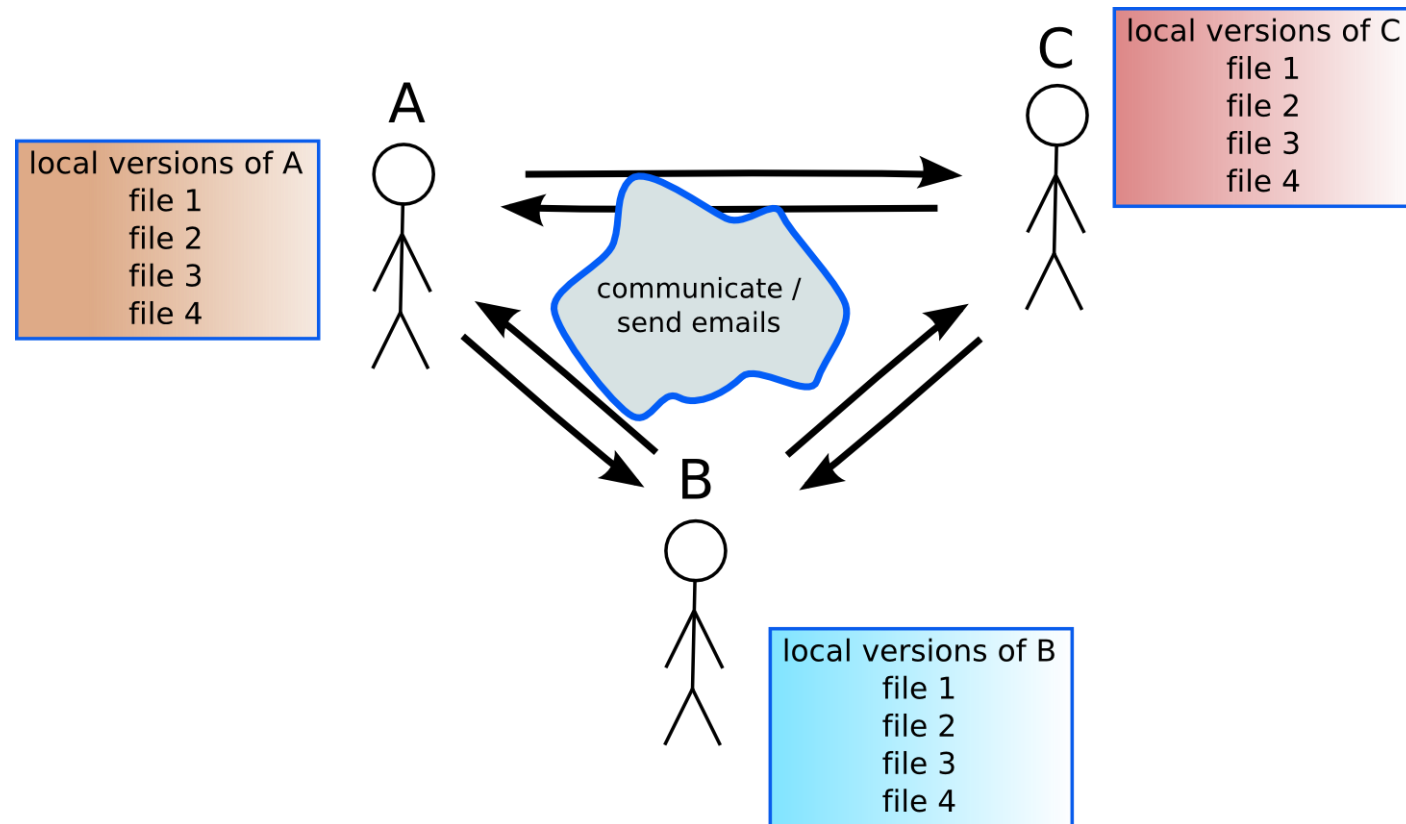 A
local versions of A
file 1
file 2
file 3
file 4
C
local versions of C
file 1
file 2
file 3
file 4
communicate /
send emails
B
local versions of B
file 1
file 2
file 3
file 4